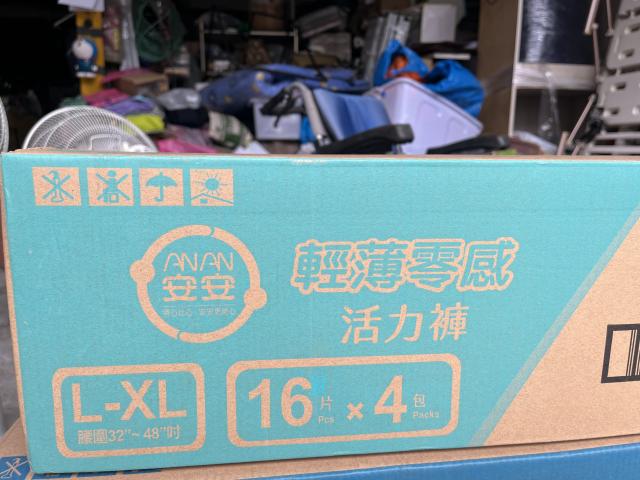 ANAN
安安
輕薄零感
活力褲
L-XL
腰圍32"~48"吋
16片 Pcs × 4包 Packs